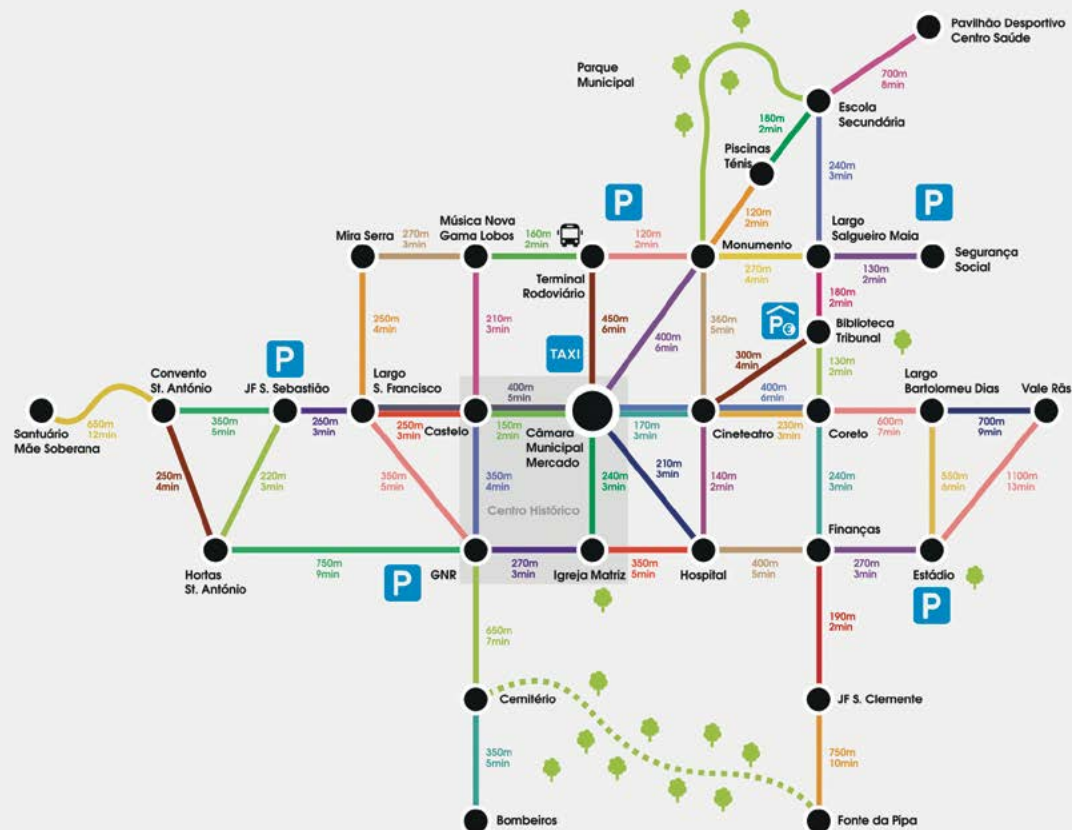 Pavilhão Desportivo
Centro Saúde
Parque
Municipal
700m
8min
Escola
Secundária
180m
2min
Piscinas
Ténis
240m
3min
P
P
120m
2min
Música Nova
Gama Lobos
Largo
Salgueiro Maia
Mira Serra
270m
3min
160m
2min
120m
2min
Monumento
Segurança
Social
Terminal
Rodoviário
270m
4min
130m
2min
180m
2min
250m
4min
210m
3min
450m
6min
360m
5min
P€
Biblioteca
Tribunal
TAXI
400m
6min
300m
4min
130m
2min
P
Convento
St. António
JF S. Sebastião
Largo
S. Francisco
400m
5min
400m
6min
Largo
Bartolomeu Dias
Vale Rãs
Santuário
Mãe Soberana
650m
12min
350m
5min
260m
3min
250m
3min
Castelo
150m
2min
Câmara
Municipal
Mercado
170m
3min
Cineteatro
230m
3min
Coreto
600m
7min
700m
9min
250m
4min
220m
3min
350m
5min
350m
4min
240m
3min
210m
3min
140m
2min
240m
3min
550m
6min
1100m
13min
Centro Histórico
Finanças
Hortas
St. António
750m
9min
P
GNR
270m
3min
Igreja Matriz
350m
5min
Hospital
400m
5min
270m
3min
Estádio
P
650m
7min
190m
2min
Cemitério
JF S. Clemente
350m
5min
750m
10min
Bombeiros
Fonte da Pipa